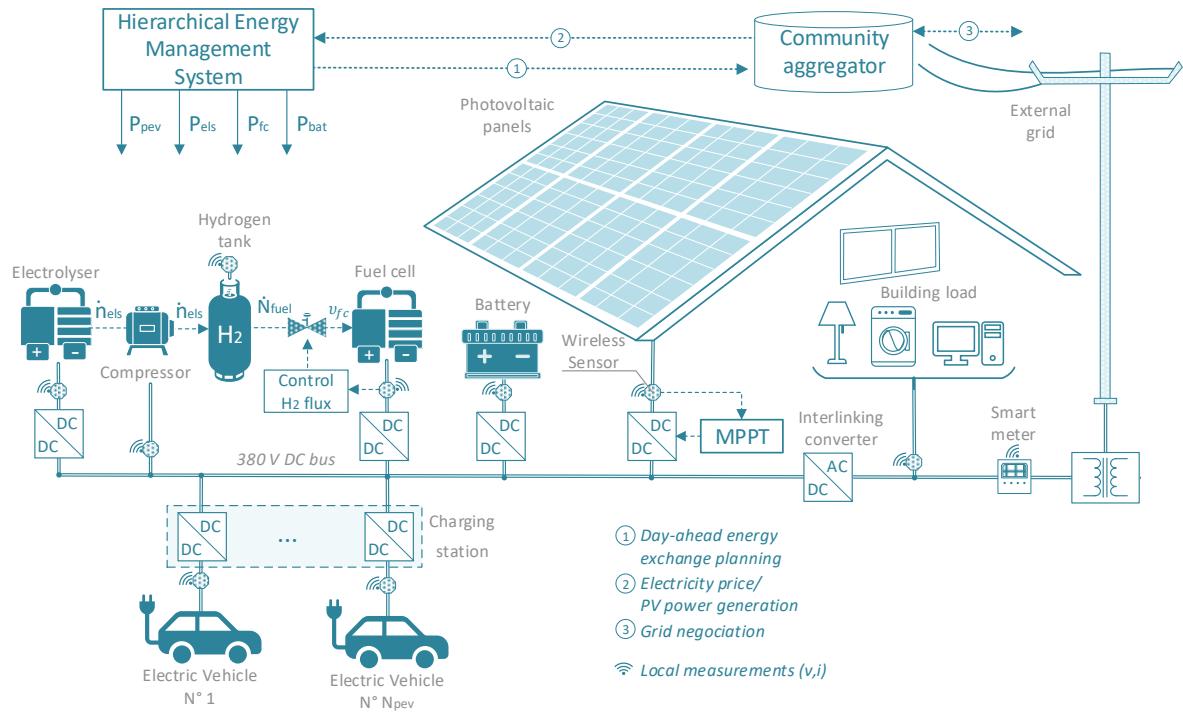 Hierarchical Energy
Management
System
2
1
Community
aggregator
3
Ppev
Pels
Pfc
Pbat
Photovoltaic
panels
External
grid
Hydrogen
tank
Electrolyser
ṅels
ṅels
H2
Ṅfuel
υfc
Fuel cell
Battery
Wireless
Sensor
Building load
+ -
+ -
+ -
Compressor
Control
H2 flux
DC
DC
DC
DC
DC
DC
DC
DC
MPPT
Interlinking
converter
AC
DC
Smart
meter
380 V DC bus
DC
DC
...
DC
DC
Charging
station
1 Day-ahead energy
exchange planning
2 Electricity price/
PV power generation
3 Grid negociation
Local measurements (v,i)
Electric Vehicle
N° 1
Electric Vehicle
N° Npev